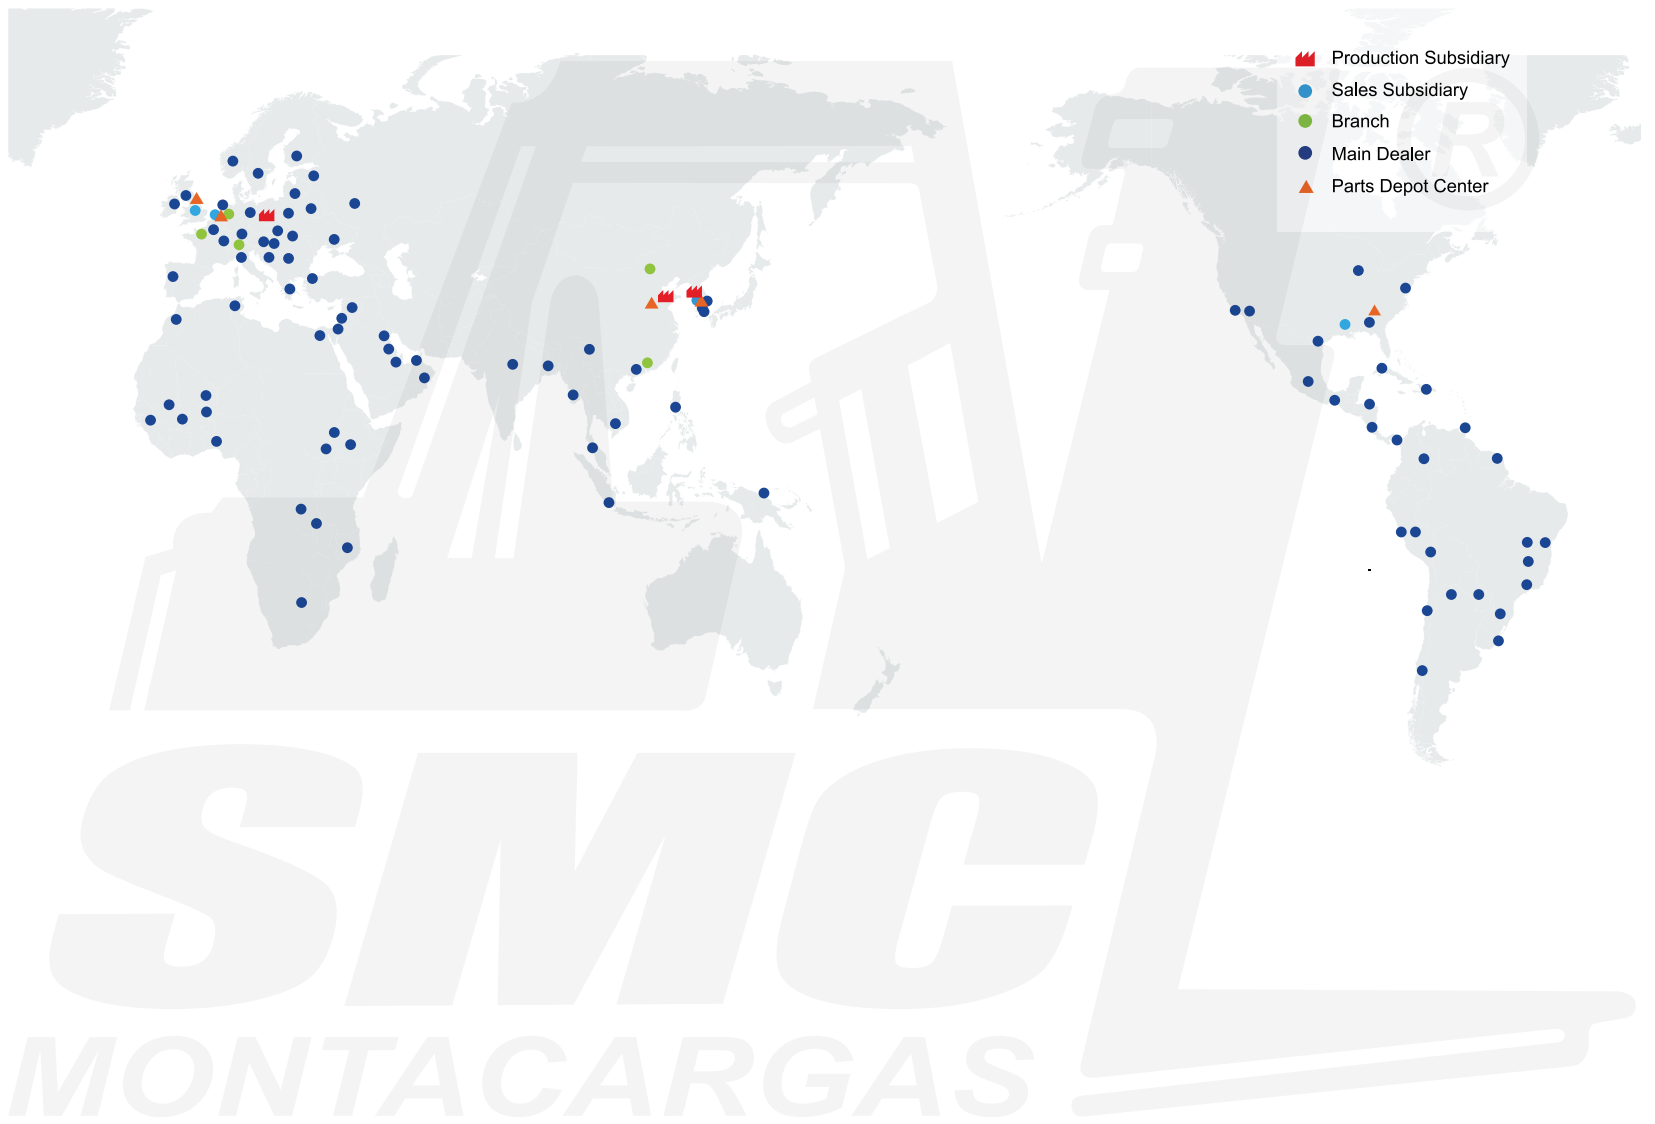 Production Subsidiary
Sales Subsidiary
Branch
Main Dealer
Parts Depot Center
®
SMC
MONTACARGAS